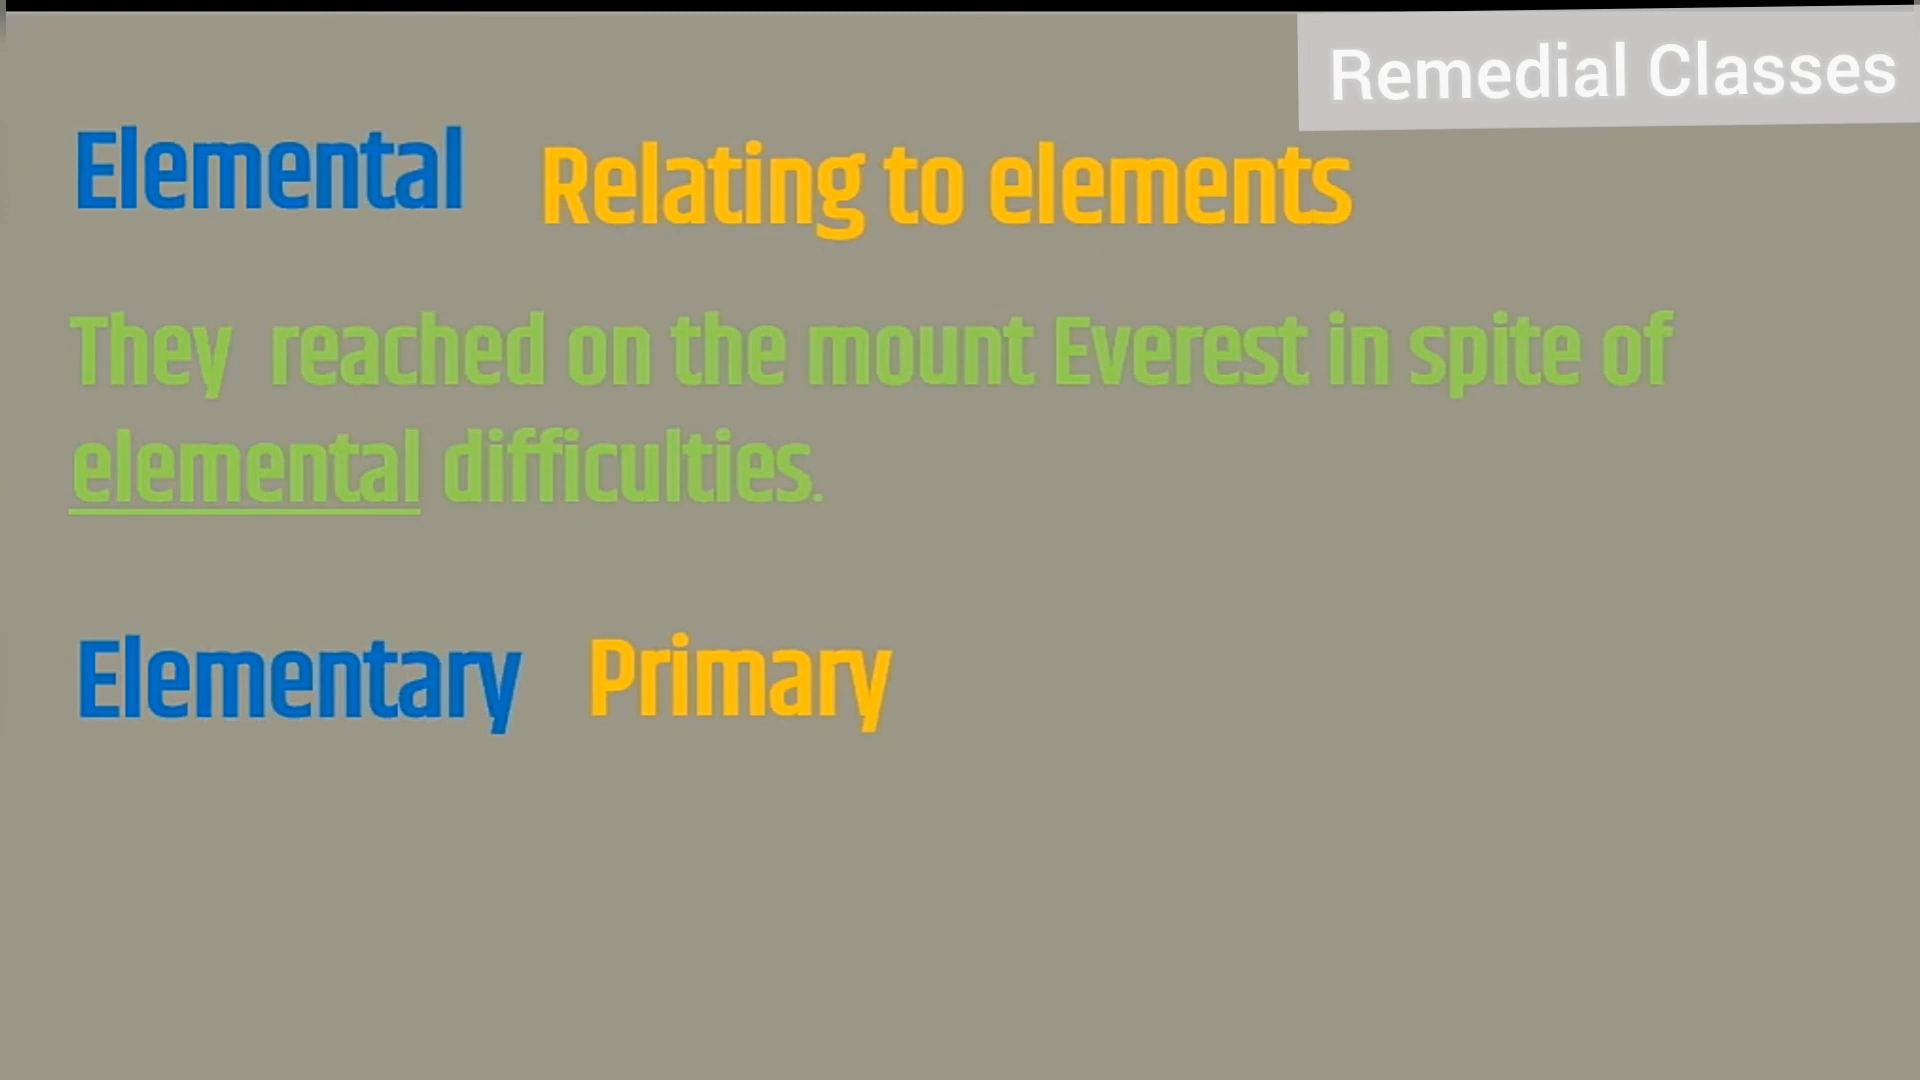 Remedial Classes
Elemental Relating to elements
They reached on the mount Everest in spite of
elemental difficulties.
Elementary Primary